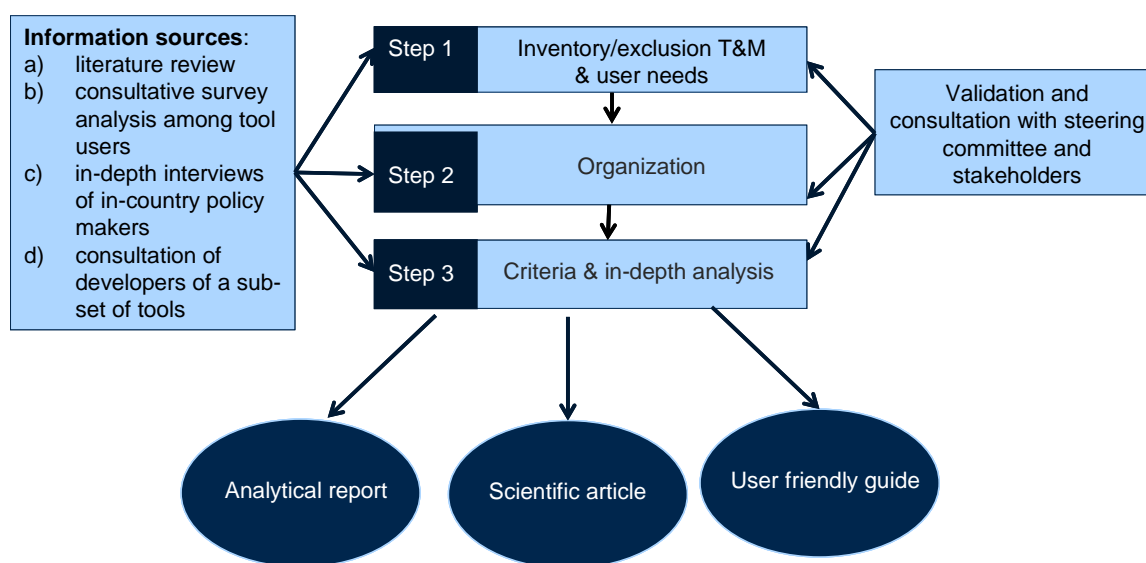 Information sources:
a) literature review
b) consultative survey
analysis among tool
users
c) in-depth interviews
of in-country policy
makers
d) consultation of
developers of a sub-
set of tools
Step 1
Inventory/exclusion T&M
& user needs
Step 2
Organization
Step 3
Criteria & in-depth analysis
Validation and
consultation with steering
committee and
stakeholders
Analytical report
Scientific article
User friendly guide